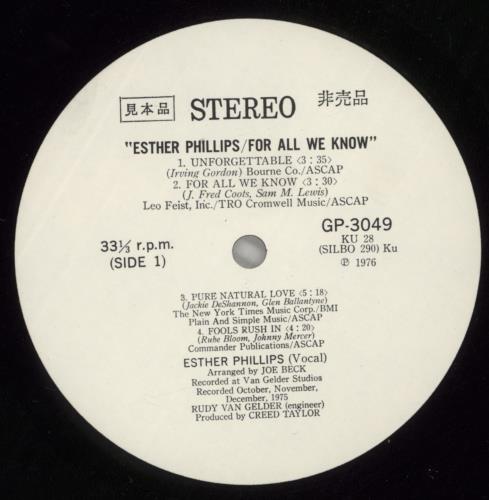 見本品 STEREO 非売品
"ESTHER PHILLIPS/FOR ALL WE KNOW"
1. UNFORGETTABLE <3:35>
(Irving Gordon) Bourne Co./ASCAP
2. FOR ALL WE KNOW <3:30>
(J. Fred Coots, Sam M. Lewis)
Leo Feist, Inc./TRO Cromwell Music/ASCAP
GP-3049
KU 28
(SILBO 290) Ku
℗ 1976
33⅓ r.p.m.
(SIDE 1)
3. PURE NATURAL LOVE <5:18>
(Jackie DeShannon, Glen Ballantyne)
The New York Times Music Corp./BMI
Plain And Simple Music/ASCAP
4. FOOLS RUSH IN <4:20>
(Rube Bloom, Johnny Mercer)
Commander Publications/ASCAP
ESTHER PHILLIPS (Vocal)
Arranged by JOE BECK
Recorded at Van Gelder Studios
Recorded October, November,
December, 1975
RUDY VAN GELDER (engineer)
Produced by CREED TAYLOR